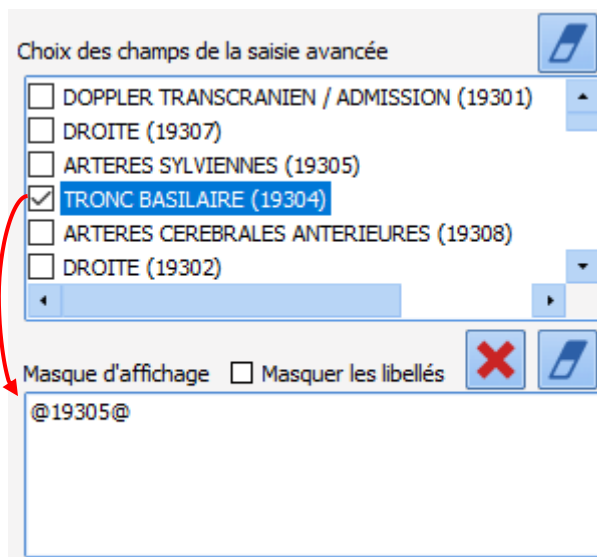 Choix des champs de la saisie avancée
DOPPLER TRANSCRANIEN / ADMISSION (19301)
DROITE (19307)
ARTERES SYLVIENNES (19305)
TRONC BASILAIRE (19304)
ARTERES CEREBRALES ANTERIEURES (19308)
DROITE (19302)
Masque d'affichage Masquer les libellés
@19305@